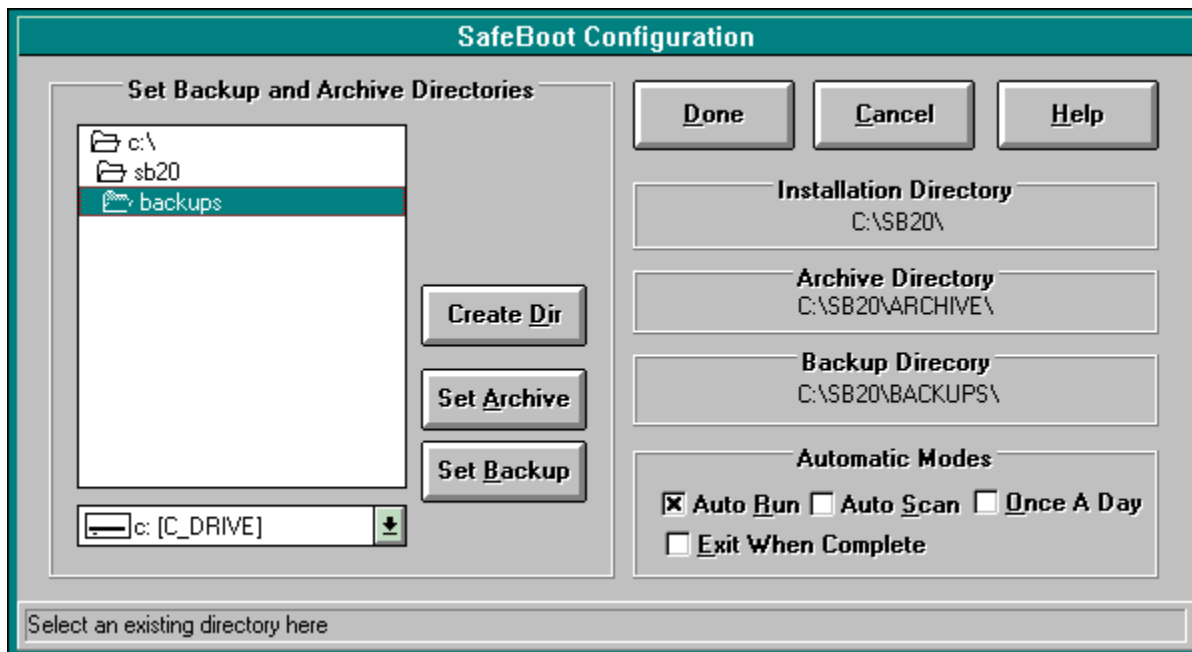 SafeBoot Configuration
Set Backup and Archive Directories
c:\
sb20
backups
Create Dir
Set Archive
Set Backup
c: [C_DRIVE]
Done
Cancel
Help
Installation Directory
C:\SB20\
Archive Directory
C:\SB20\ARCHIVE\
Backup Direcory
C:\SB20\BACKUPS\
Automatic Modes
Auto Run Auto Scan Once A Day
Exit When Complete
Select an existing directory here